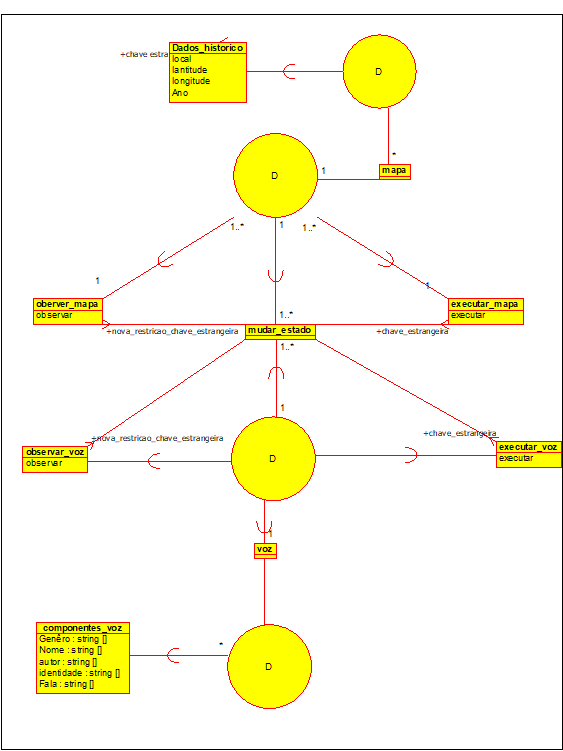 +chave estra
Dados_historico
local
lantitude
longitude
Ano
D
*
mapa
1
D
1..*
1
1..*
1
1
oberver_mapa
observar
1..*
executar_mapa
executar
+nova_restricao_chave_estrangeira
mudar_estado
+chave_estrangeira
1..*
1
+nova_restricao_chave_estrangeira
+chave_estrangeira
observar_voz
observar
D
executar_voz
executar
1
voz
componentes_voz
Genêro : string []
Nome : string []
autor : string []
identidade : string []
Fala : string []
*
D